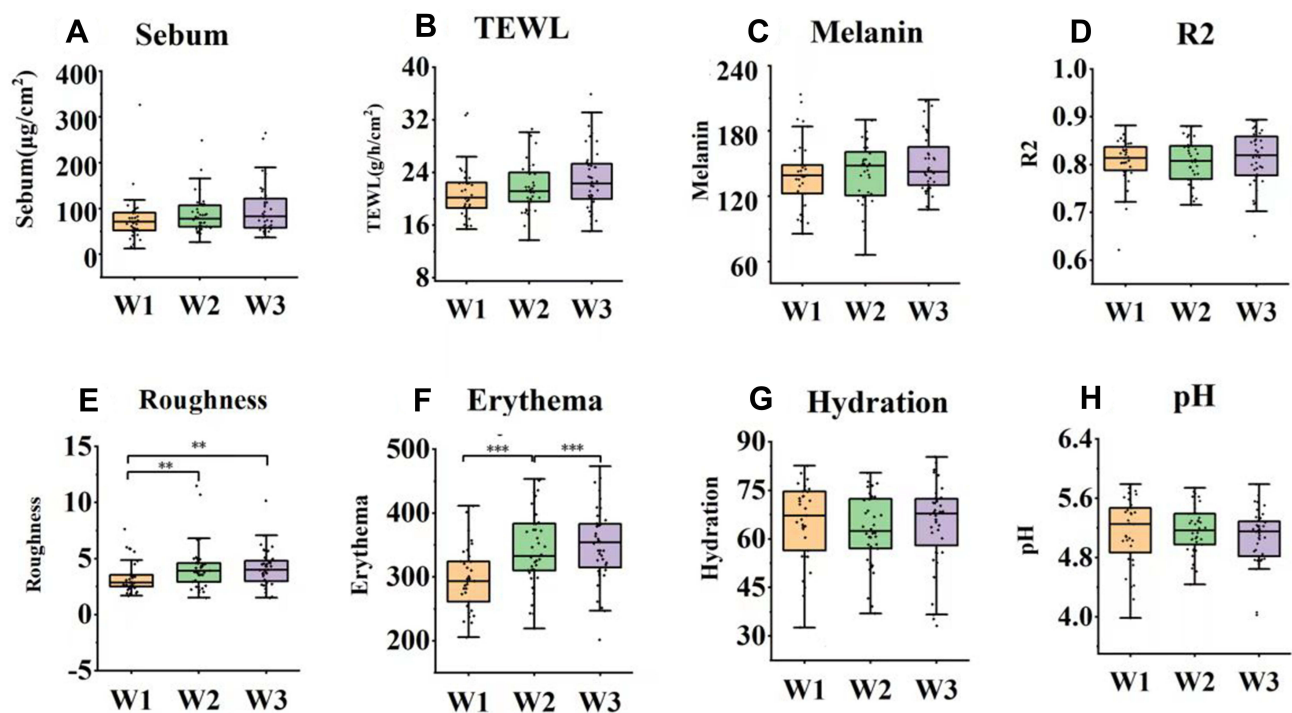 A Sebum
Sebum(μg/cm²)
400
300
200
100
0
W1 W2 W3
B TEWL
TEWL(g/h/cm²)
40
32
24
16
8
W1 W2 W3
C Melanin
Melanin
240
180
120
60
W1 W2 W3
D R2
R2
1.0
0.9
0.8
0.7
0.6
W1 W2 W3
E Roughness
Roughness
15
10
5
0
-5
** 
**
W1 W2 W3
F Erythema
Erythema
500
400
300
200
*** ***
W1 W2 W3
G Hydration
Hydration
90
75
60
45
30
W1 W2 W3
H pH
pH
6.4
5.6
4.8
4.0
W1 W2 W3